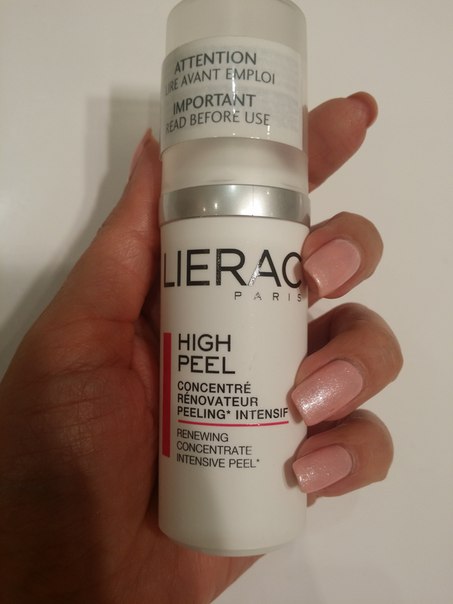 ATTENTION
LIRE AVANT EMPLOI
IMPORTANT
READ BEFORE USE
LIERAC
PARIS
HIGH
PEEL
CONCENTRÉ
RÉNOVATEUR
PEELING* INTENSIF
RENEWING
CONCENTRATE
INTENSIVE PEEL*